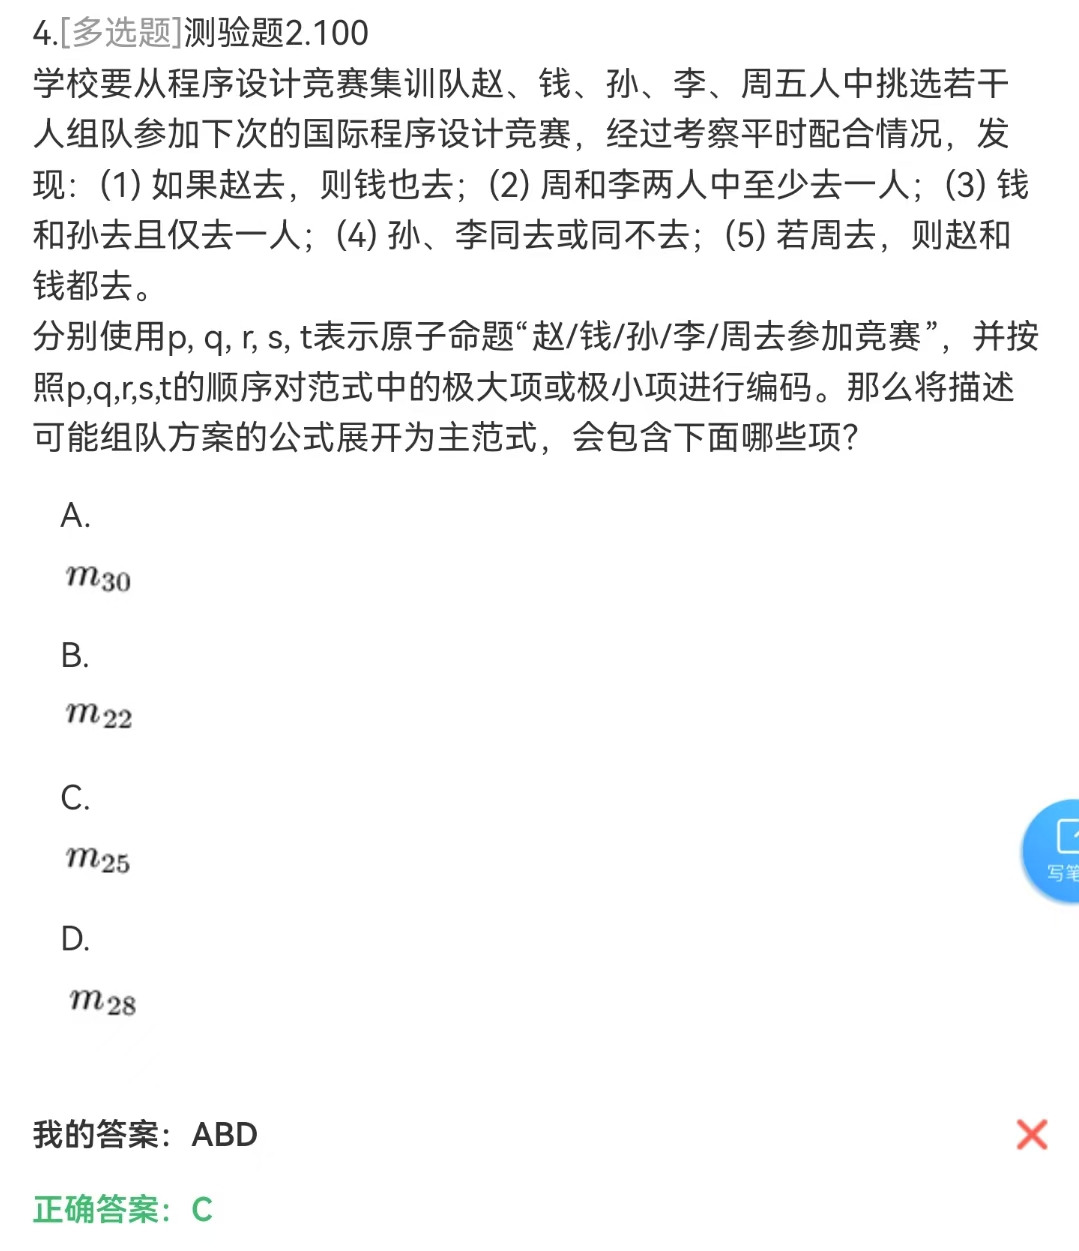 4.[多选题]测验题2.100
学校要从程序设计竞赛集训队赵、钱、孙、李、周五人中挑选若干
人组队参加下次的国际程序设计竞赛，经过考察平时配合情况，发
现：(1) 如果赵去，则钱也去；(2) 周和李两人中至少去一人；(3) 钱
和孙去且仅去一人；(4) 孙、李同去或同不去；(5) 若周去，则赵和
钱都去。
分别使用p, q, r, s, t表示原子命题“赵/钱/孙/李/周去参加竞赛”，并按
照p,q,r,s,t的顺序对范式中的极大项或极小项进行编码。那么将描述
可能组队方案的公式展开为主范式，会包含下面哪些项？
A.
m30
B.
m22
C.
m25
D.
m28
写笔
我的答案：ABD
正确答案：C